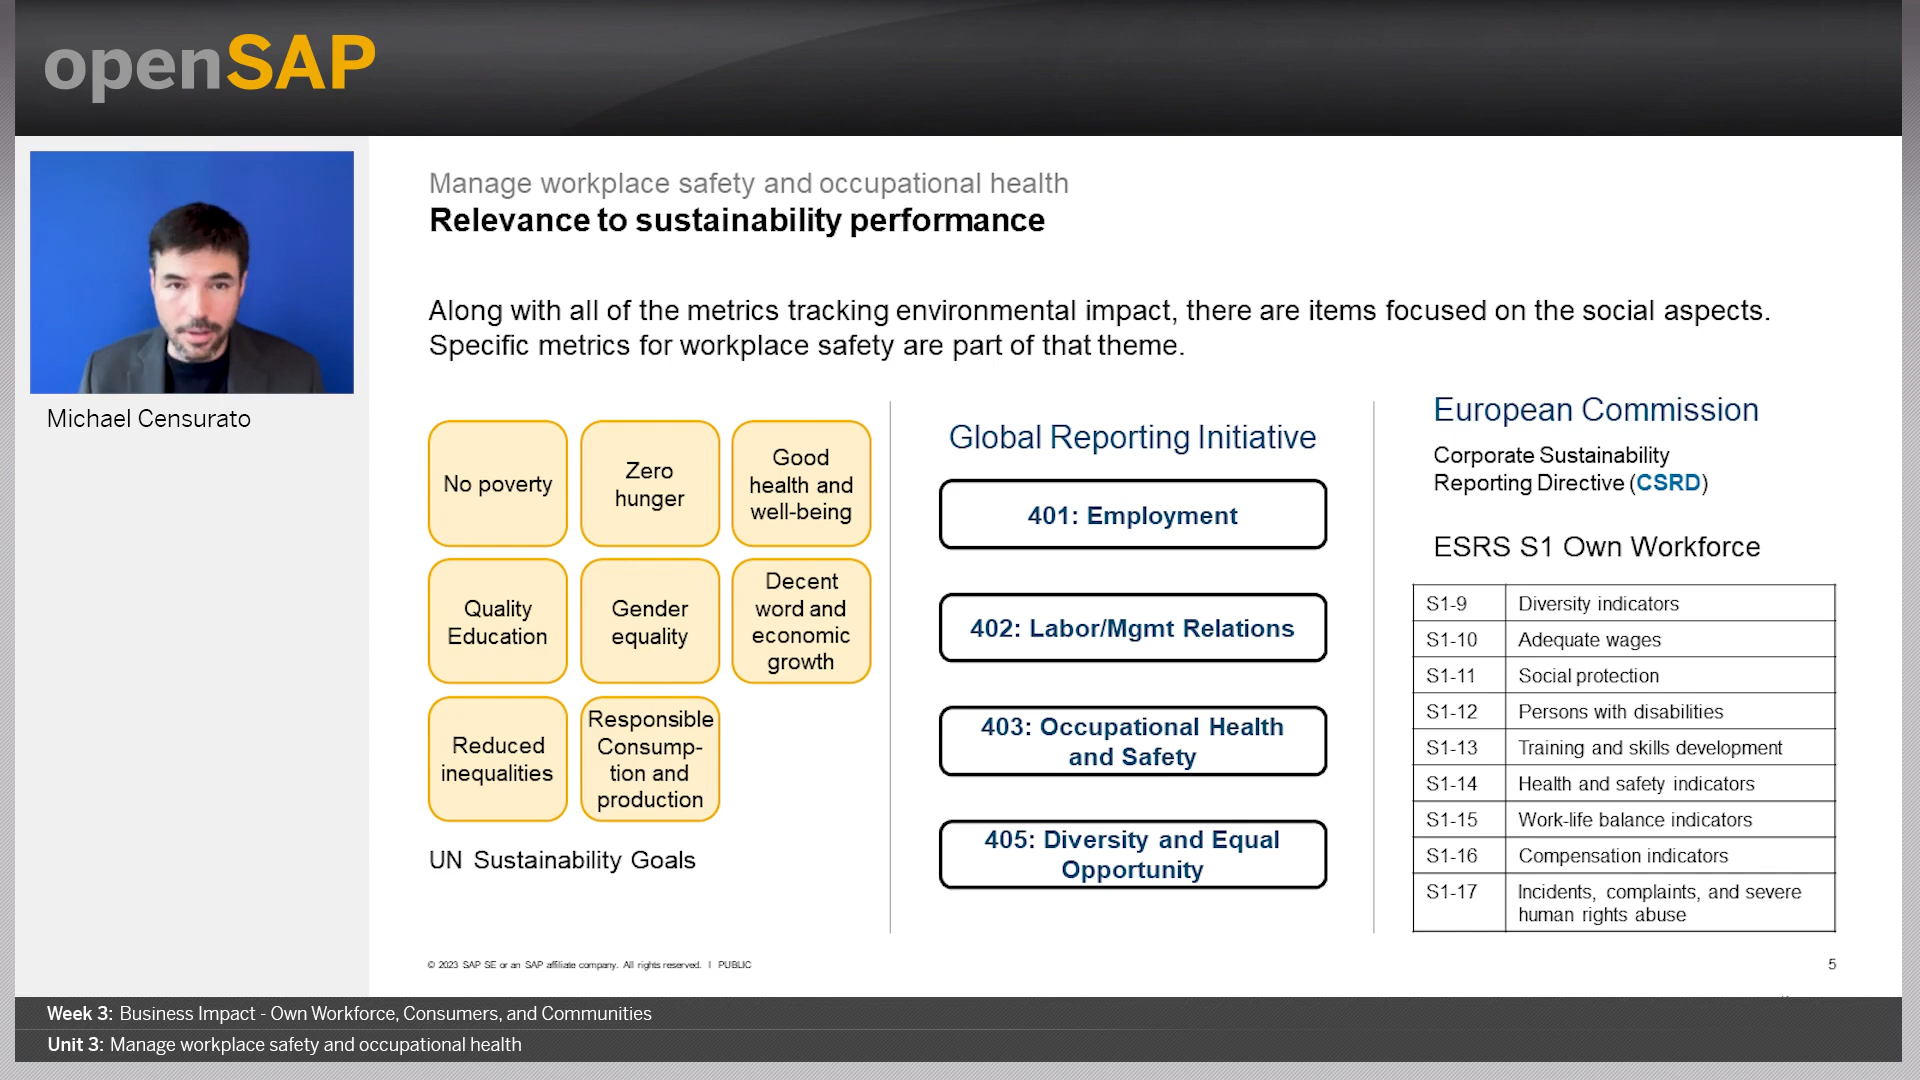 openSAP
Michael Censurato
Manage workplace safety and occupational health
Relevance to sustainability performance
Along with all of the metrics tracking environmental impact, there are items focused on the social aspects.
Specific metrics for workplace safety are part of that theme.
No poverty
Zero
hunger
Good
health and
well-being
Quality
Education
Gender
equality
Decent
word and
economic
growth
Reduced
inequalities
Responsible
Consump-
tion and
production
UN Sustainability Goals
Global Reporting Initiative
401: Employment
402: Labor/Mgmt Relations
403: Occupational Health
and Safety
405: Diversity and Equal
Opportunity
European Commission
Corporate Sustainability
Reporting Directive (CSRD)
ESRS S1 Own Workforce
S1-9 Diversity indicators
S1-10 Adequate wages
S1-11 Social protection
S1-12 Persons with disabilities
S1-13 Training and skills development
S1-14 Health and safety indicators
S1-15 Work-life balance indicators
S1-16 Compensation indicators
S1-17 Incidents, complaints, and severe
human rights abuse
© 2023 SAP SE or an SAP affiliate company. All rights reserved. I PUBLIC
5
Week 3: Business Impact - Own Workforce, Consumers, and Communities
Unit 3: Manage workplace safety and occupational health